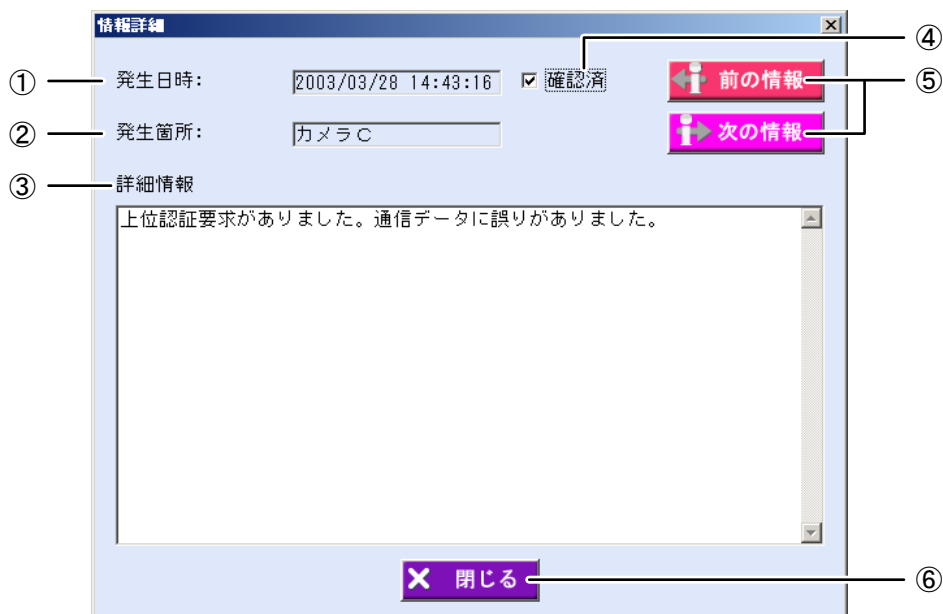 情報詳細
④
① 発生日時: 2003/03/28 14:43:16 確認済 前の情報 ⑤
② 発生箇所: カメラC 次の情報
③ 詳細情報
上位認証要求がありました。通信データに誤りがありました。
閉じる ⑥